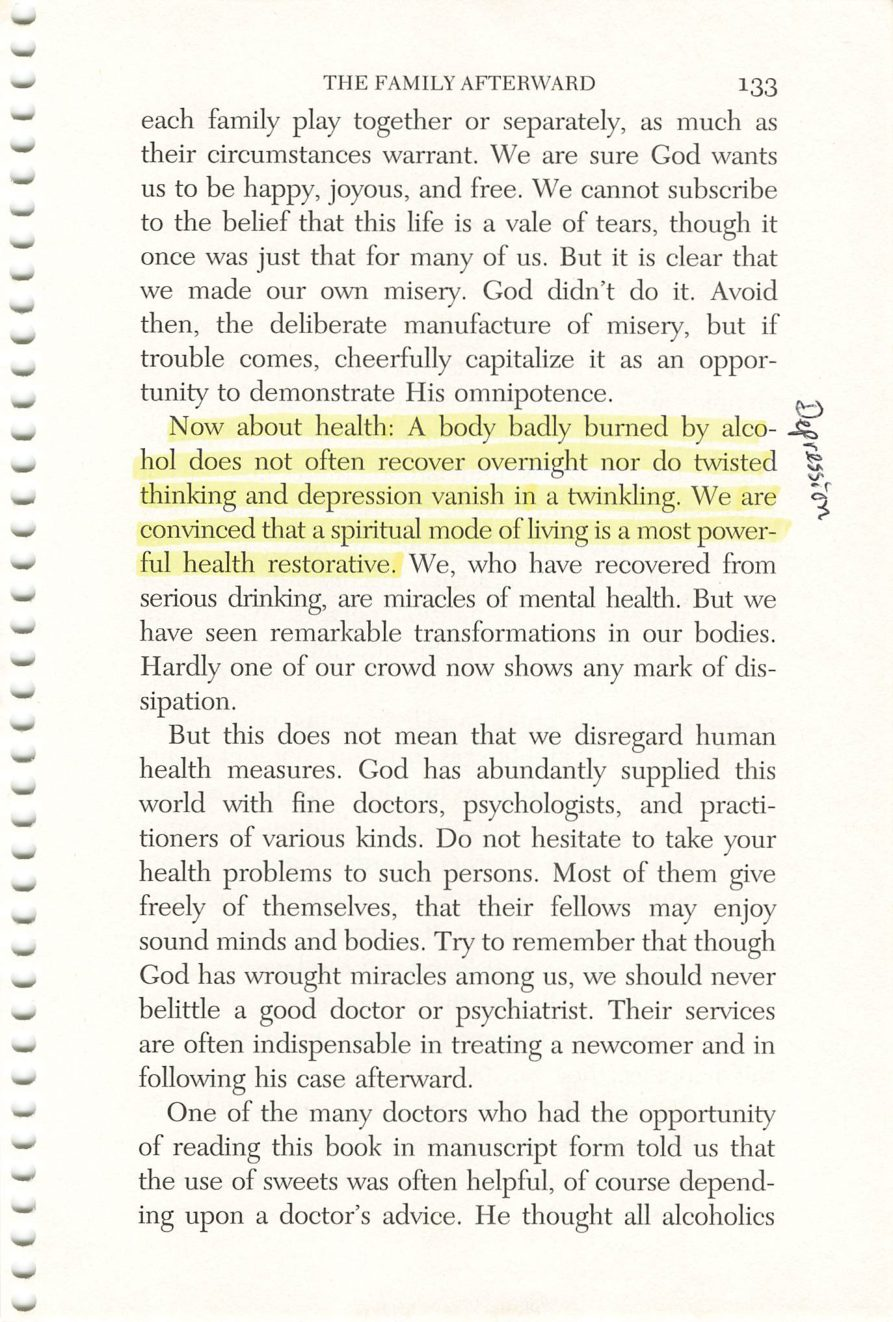 THE FAMILY AFTERWARD 133
each family play together or separately, as much as
their circumstances warrant. We are sure God wants
us to be happy, joyous, and free. We cannot subscribe
to the belief that this life is a vale of tears, though it
once was just that for many of us. But it is clear that
we made our own misery. God didn't do it. Avoid
then, the deliberate manufacture of misery, but if
trouble comes, cheerfully capitalize it as an oppor-
tunity to demonstrate His omnipotence.
Now about health: A body badly burned by alco-
hol does not often recover overnight nor do twisted
thinking and depression vanish in a twinkling. We are
convinced that a spiritual mode of living is a most power-
ful health restorative. We, who have recovered from
serious drinking, are miracles of mental health. But we
have seen remarkable transformations in our bodies.
Hardly one of our crowd now shows any mark of dis-
sipation.
But this does not mean that we disregard human
health measures. God has abundantly supplied this
world with fine doctors, psychologists, and practi-
tioners of various kinds. Do not hesitate to take your
health problems to such persons. Most of them give
freely of themselves, that their fellows may enjoy
sound minds and bodies. Try to remember that though
God has wrought miracles among us, we should never
belittle a good doctor or psychiatrist. Their services
are often indispensable in treating a newcomer and in
following his case afterward.
One of the many doctors who had the opportunity
of reading this book in manuscript form told us that
the use of sweets was often helpful, of course depend-
ing upon a doctor's advice. He thought all alcoholics
Depression